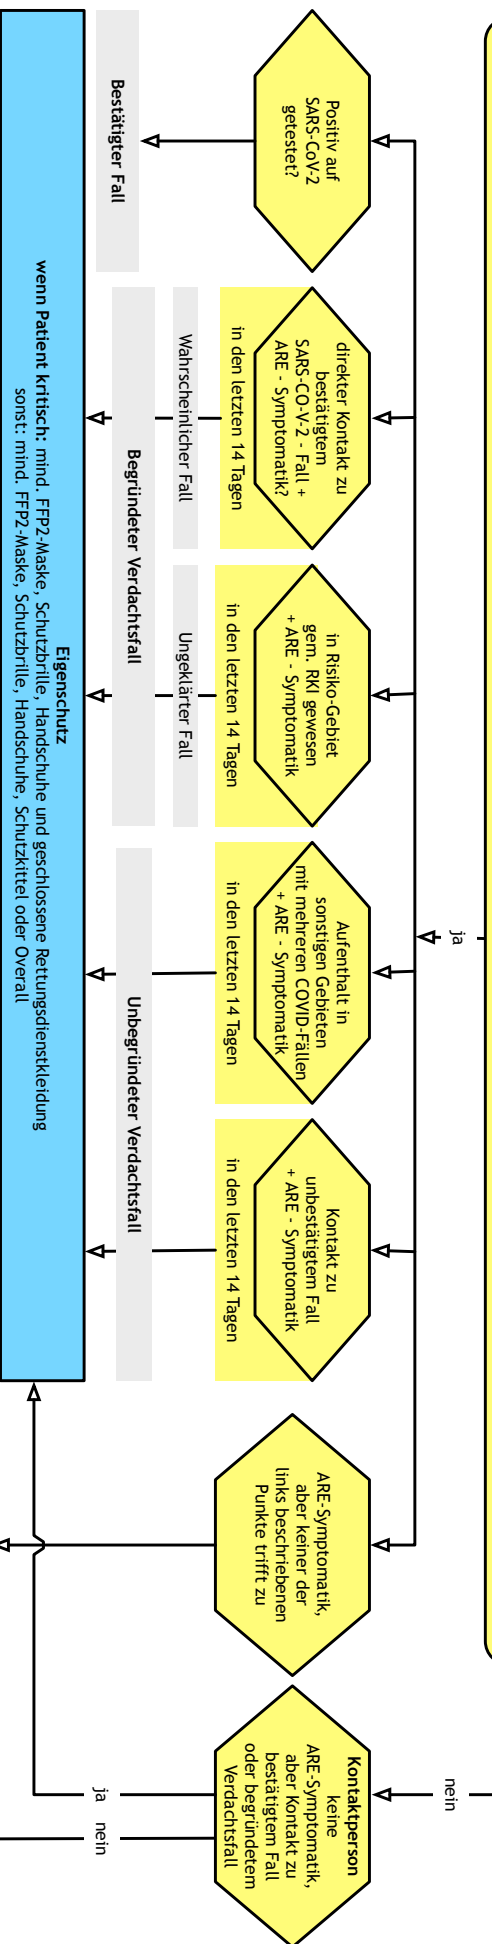 ja
nein
Positiv auf
SARS-CoV-2
getestet?
direkter Kontakt zu
bestätigtem
SARS-CO-V-2 - Fall +
ARE - Symptomatik?
in den letzten 14 Tagen
in Risiko-Gebiet
gem. RKI gewesen
+ ARE - Symptomatik
in den letzten 14 Tagen
Aufenthalt in
sonstigen Gebieten
mit mehreren COVID-Fällen
+ ARE - Symptomatik
in den letzten 14 Tagen
Kontakt zu
unbestätigtem Fall
+ ARE - Symptomatik
in den letzten 14 Tagen
ARE-Symptomatik,
aber keiner der
links beschriebenen
Punkte trifft zu
Kontaktperson
keine
ARE-Symptomatik,
aber Kontakt zu
bestätigtem Fall
oder begründetem
Verdachtsfall
Wahrscheinlicher Fall
Ungeklärter Fall
Bestätigter Fall
Begründeter Verdachtsfall
Unbegründeter Verdachtsfall
ja
nein
Eigenschutz
wenn Patient kritisch: mind. FFP2-Maske, Schutzbrille, Handschuhe und geschlossene Rettungsdienstkleidung
sonst: mind. FFP2-Maske, Schutzbrille, Handschuhe, Schutzkittel oder Overall